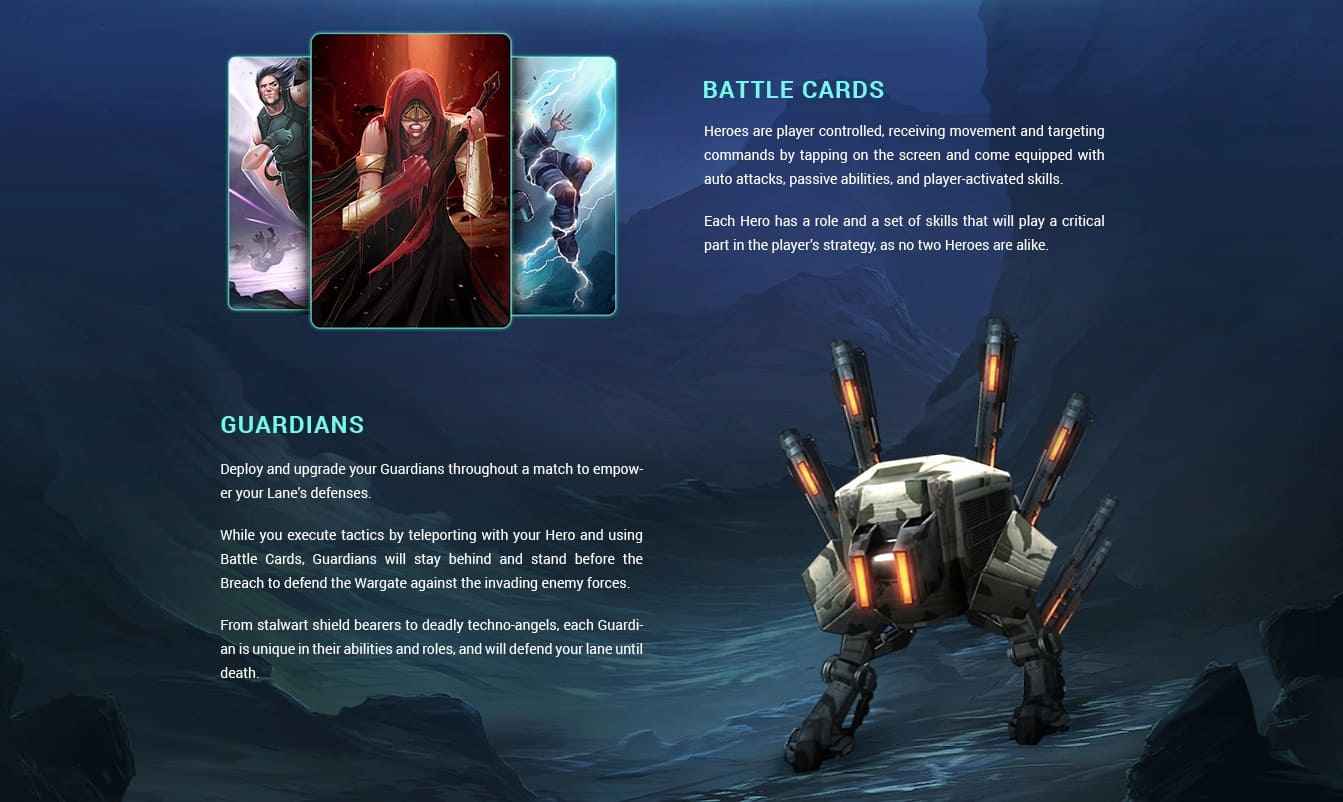 BATTLE CARDS
Heroes are player controlled, receiving movement and targeting
commands by tapping on the screen and come equipped with
auto attacks, passive abilities, and player-activated skills.
Each Hero has a role and a set of skills that will play a critical
part in the player's strategy, as no two Heroes are alike.
GUARDIANS
Deploy and upgrade your Guardians throughout a match to empow-
er your Lane's defenses.
While you execute tactics by teleporting with your Hero and using
Battle Cards, Guardians will stay behind and stand before the
Breach to defend the Wargate against the invading enemy forces.
From stalwart shield bearers to deadly techno-angels, each Guardi-
an is unique in their abilities and roles, and will defend your lane until
death.